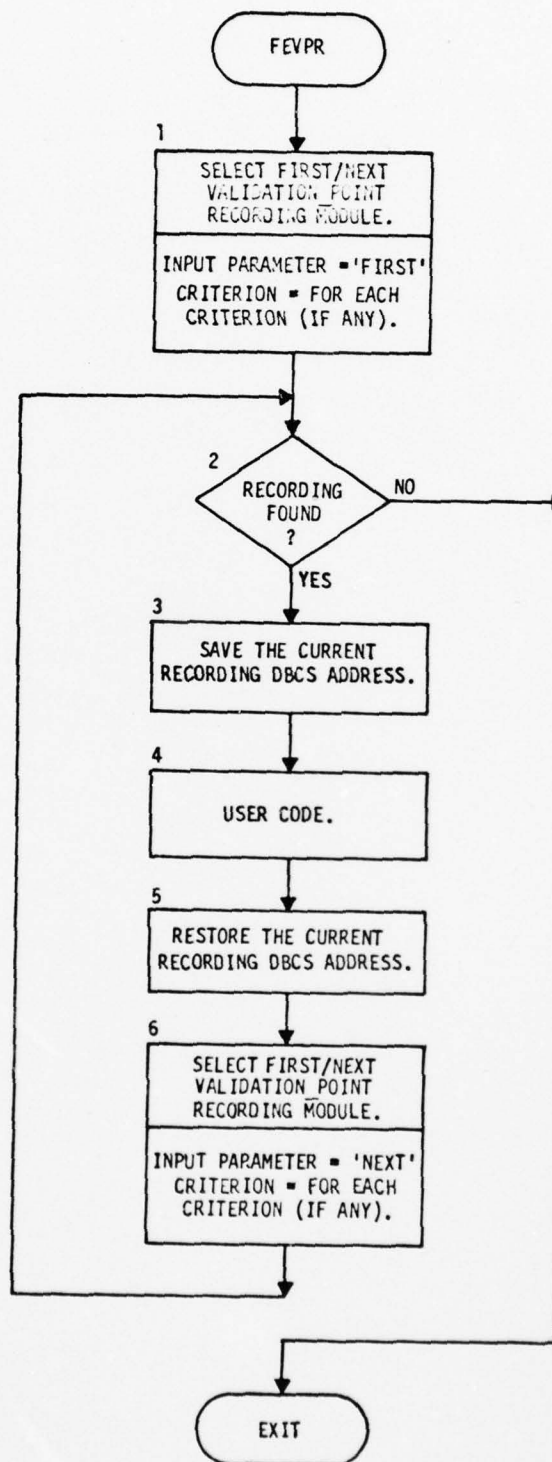 FEVPR
1
SELECT FIRST/NEXT
VALIDATION POINT
RECORDING MODULE.
INPUT PARAMETER = 'FIRST'
CRITERION = FOR EACH
CRITERION (IF ANY).
2
RECORDING
FOUND
?
NO
YES
3
SAVE THE CURRENT
RECORDING DBCS ADDRESS.
4
USER CODE.
5
RESTORE THE CURRENT
RECORDING DBCS ADDRESS.
6
SELECT FIRST/NEXT
VALIDATION POINT
RECORDING MODULE.
INPUT PARAMETER = 'NEXT'
CRITERION = FOR EACH
CRITERION (IF ANY).
EXIT